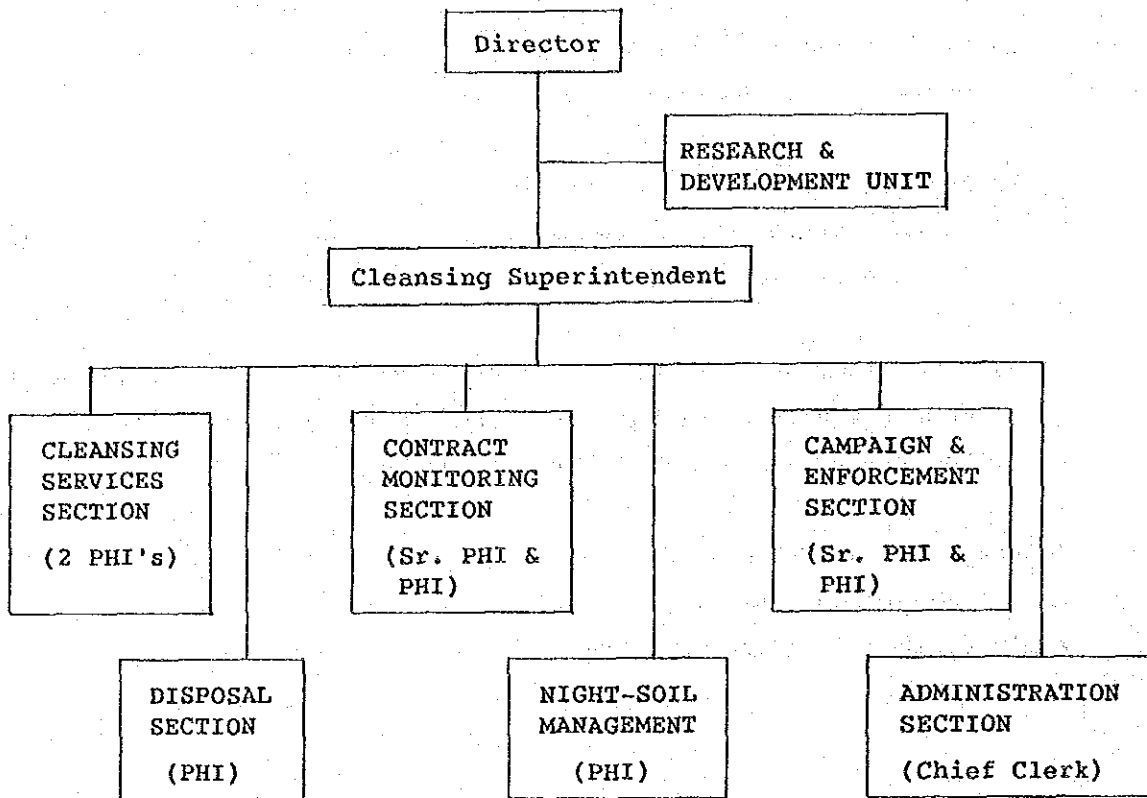 Director
RESEARCH &
DEVELOPMENT UNIT
Cleansing Superintendent
CLEANSING
SERVICES
SECTION
(2 PHI's)
CONTRACT
MONITORING
SECTION
(Sr. PHI &
PHI)
CAMPAIGN &
ENFORCEMENT
SECTION
(Sr. PHI &
PHI)
DISPOSAL
SECTION
(PHI)
NIGHT-SOIL
MANAGEMENT
(PHI)
ADMINISTRATION
SECTION
(Chief Clerk)